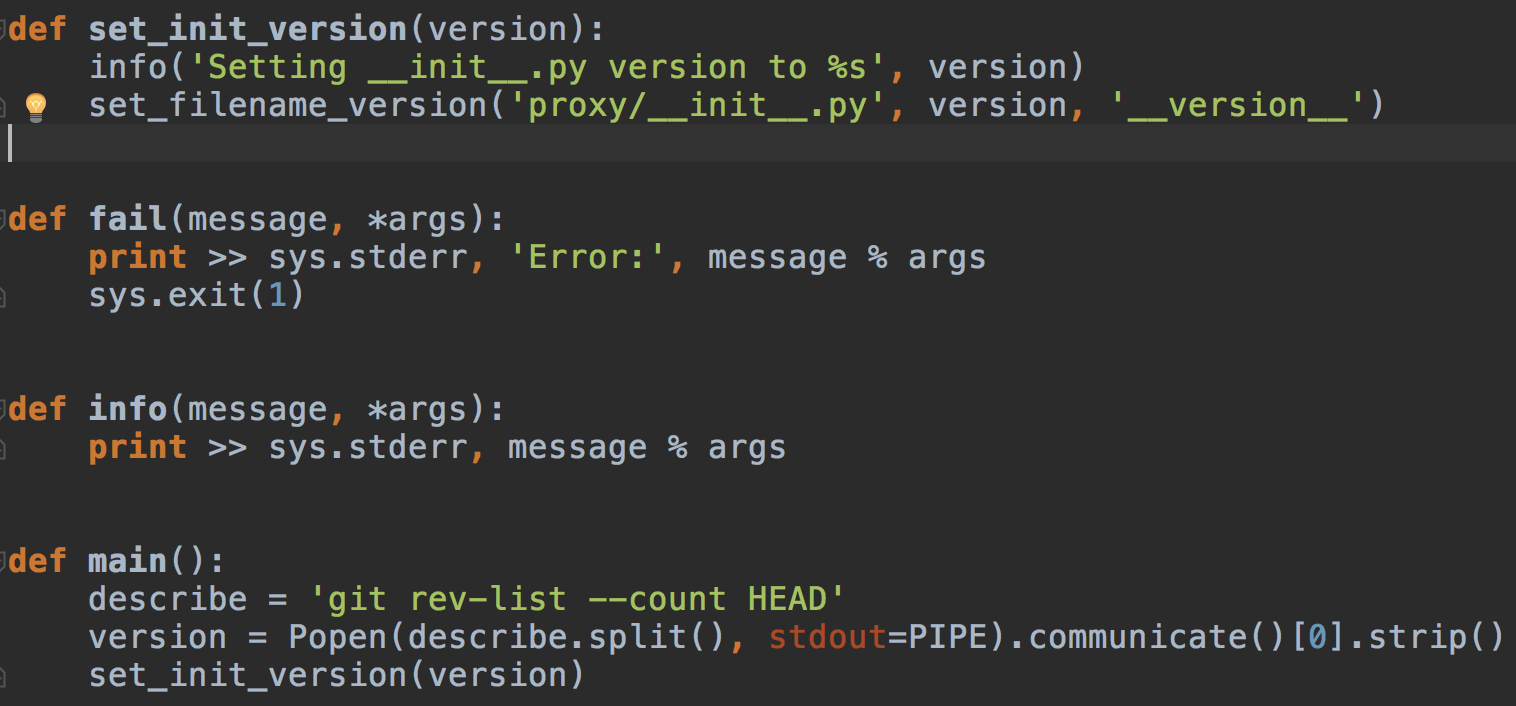 def set_init_version(version):
    info('Setting __init__.py version to %s', version)
    set_filename_version('proxy/__init__.py', version, '__version__')
def fail(message, *args):
    print >> sys.stderr, 'Error:', message % args
    sys.exit(1)
def info(message, *args):
    print >> sys.stderr, message % args
def main():
    describe = 'git rev-list --count HEAD'
    version = Popen(describe.split(), stdout=PIPE).communicate()[0].strip()
    set_init_version(version)